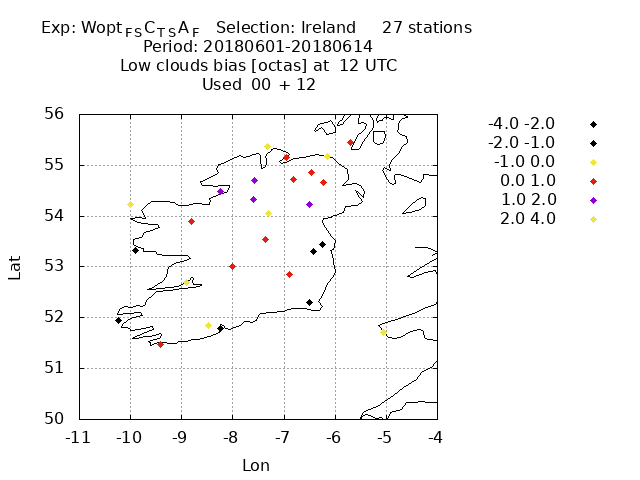 Exp: Wopt FS C TS A F Selection: Ireland 27 stations
Period: 20180601-20180614
Low clouds bias [octas] at 12 UTC
Used 00 + 12
56
55
54
53
52
51
50
-11 -10 -9 -8 -7 -6 -5 -4
Lat
Lon
-4.0 -2.0
-2.0 -1.0
-1.0 0.0
0.0 1.0
1.0 2.0
2.0 4.0